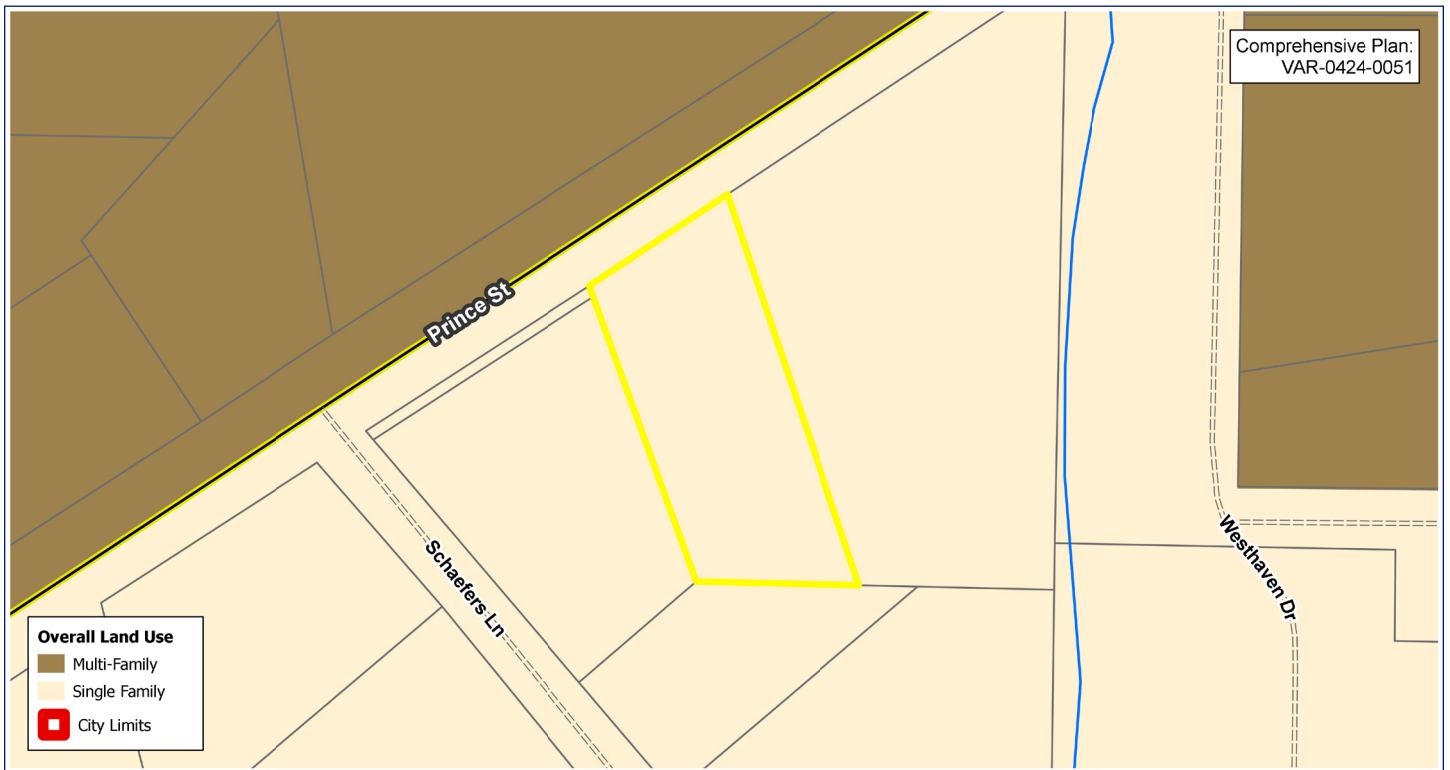 Comprehensive Plan:
VAR-0424-0051
Prince St
Schaefers Ln
Westhaven Dr
Overall Land Use
Multi-Family
Single Family
City Limits